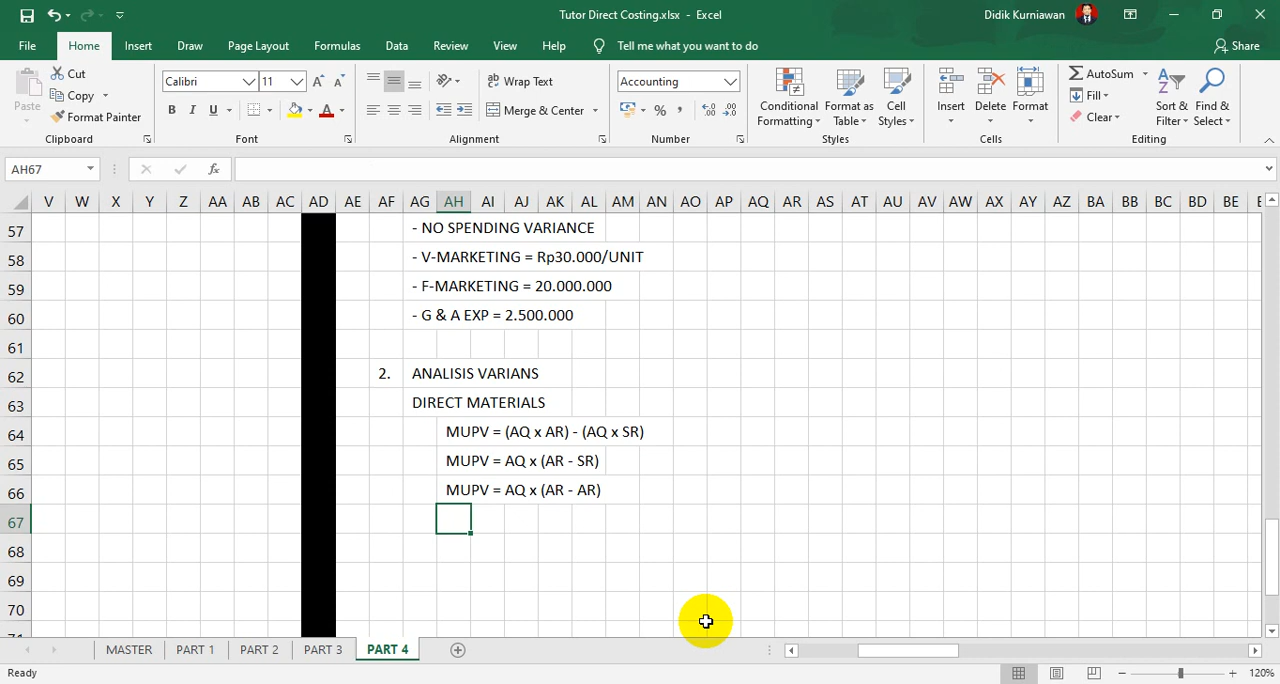 Tutor Direct Costing.xlsx - Excel
Didik Kurniawan
File Home Insert Draw Page Layout Formulas Data Review View Help Tell me what you want to do Share
Paste
Cut
Copy
Format Painter
Clipboard
Calibri 11
B I U
Font
Wrap Text
Merge & Center
Alignment
Accounting
Number
Conditional Formatting
Format as Table
Cell Styles
Styles
Insert
Delete
Format
Cells
AutoSum
Fill
Clear
Sort & Filter
Find & Select
Editing
AH67
fx
V W X Y Z AA AB AC AD AE AF AG AH AI AJ AK AL AM AN AO AP AQ AR AS AT AU AV AW AX AY AZ BA BB BC BD BE
57 - NO SPENDING VARIANCE
58 - V-MARKETING = Rp30.000/UNIT
59 - F-MARKETING = 20.000.000
60 - G & A EXP = 2.500.000
61
62 2. ANALISIS VARIANS
63 DIRECT MATERIALS
64 MUPV = (AQ x AR) - (AQ x SR)
65 MUPV = AQ x (AR - SR)
66 MUPV = AQ x (AR - AR)
67
68
69
70
MASTER PART 1 PART 2 PART 3 PART 4
Ready
120%